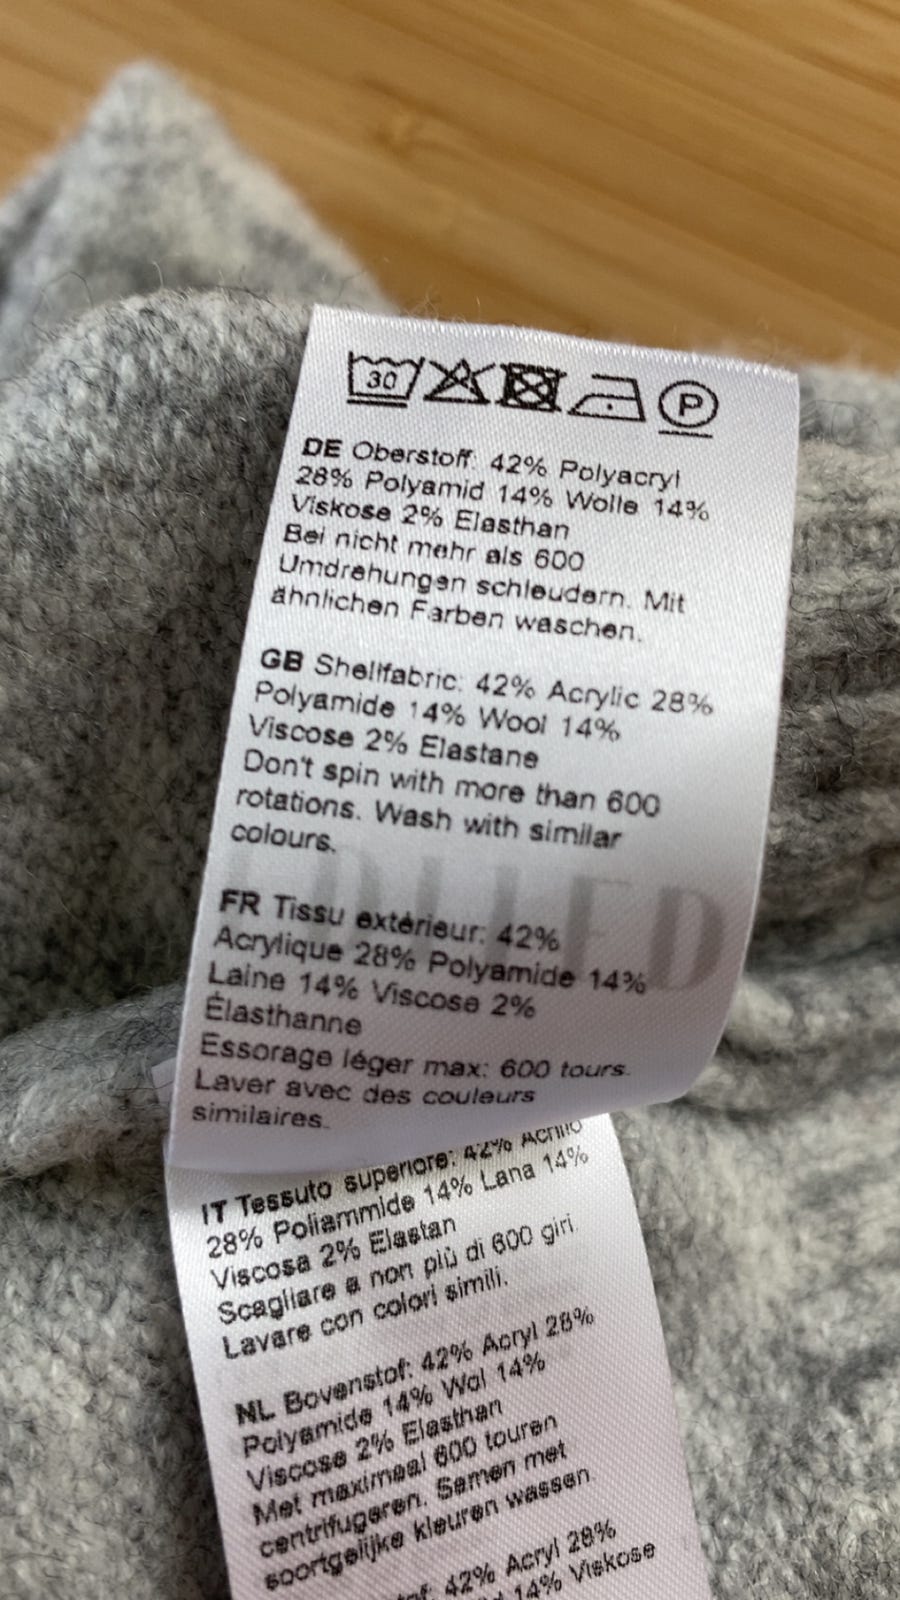 30 P
DE Oberstoff: 42% Polyacryl
28% Polyamid 14% Wolle 14%
Viskose 2% Elasthan
Bei nicht mehr als 600
Umdrehungen schleudern. Mit
ähnlichen Farben waschen.
GB Shellfabric: 42% Acrylic 28%
Polyamide 14% Wool 14%
Viscose 2% Elastane
Don't spin with more than 600
rotations. Wash with similar
colours.
FR Tissu extérieur: 42%
Acrylique 28% Polyamide 14%
Laine 14% Viscose 2%
Élasthanne
Essorage léger max: 600 tours.
Laver avec des couleurs
similaires.
IT Tessuto superiore: 42% Acrilico
28% Poliammide 14% Lana 14%
Viscosa 2% Elastan
Scagliare a non più di 600 giri.
Lavare con colori simili.
NL Bovenstof: 42% Acryl 28%
Polyamide 14% Wol 14%
Viscose 2% Elasthan
Met maximaal 600 touren
centrifugeren. Samen met
soortgelijke kleuren wassen
42% Acryl 28%
14% Viskose